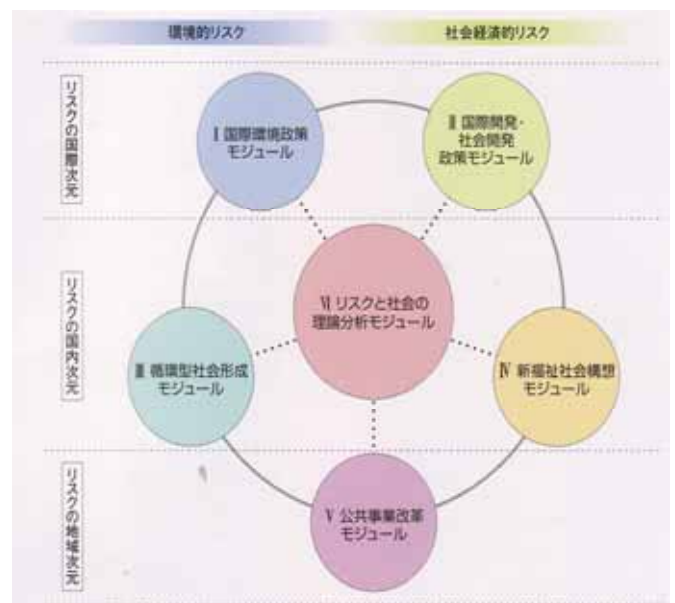 環境的リスク
社会経済的リスク
リスクの国際次元
Ⅰ 国際環境政策
モジュール
Ⅱ 国際開発・
社会開発
政策モジュール
リスクの国内次元
Ⅵ リスクと社会の
理論分析モジュール
Ⅲ 循環型社会形成
モジュール
Ⅳ 新福祉社会構想
モジュール
リスクの地域次元
Ⅴ 公共事業改革
モジュール